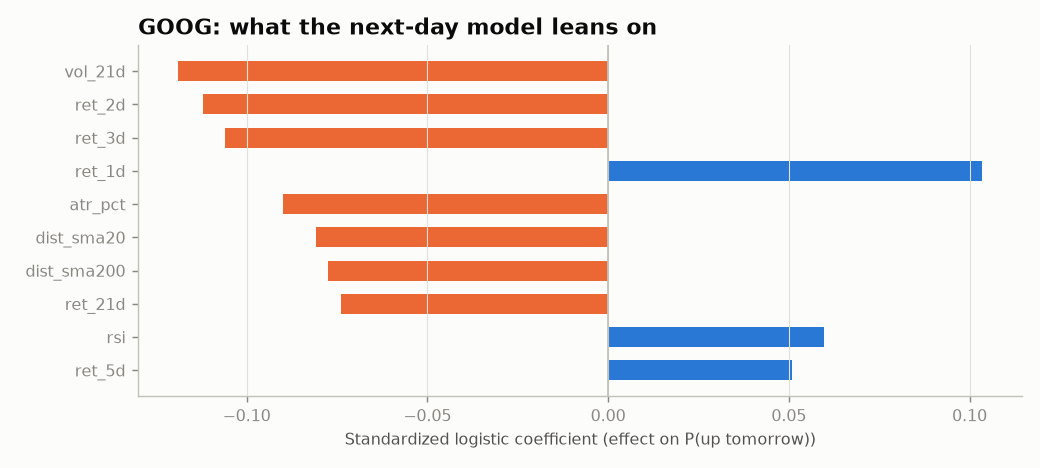 GOOG: what the next-day model leans on
vol_21d
ret_2d
ret_3d
ret_1d
atr_pct
dist_sma20
dist_sma200
ret_21d
rsi
ret_5d
−0.10
−0.05
0.00
0.05
0.10
Standardized logistic coefficient (effect on P(up tomorrow))